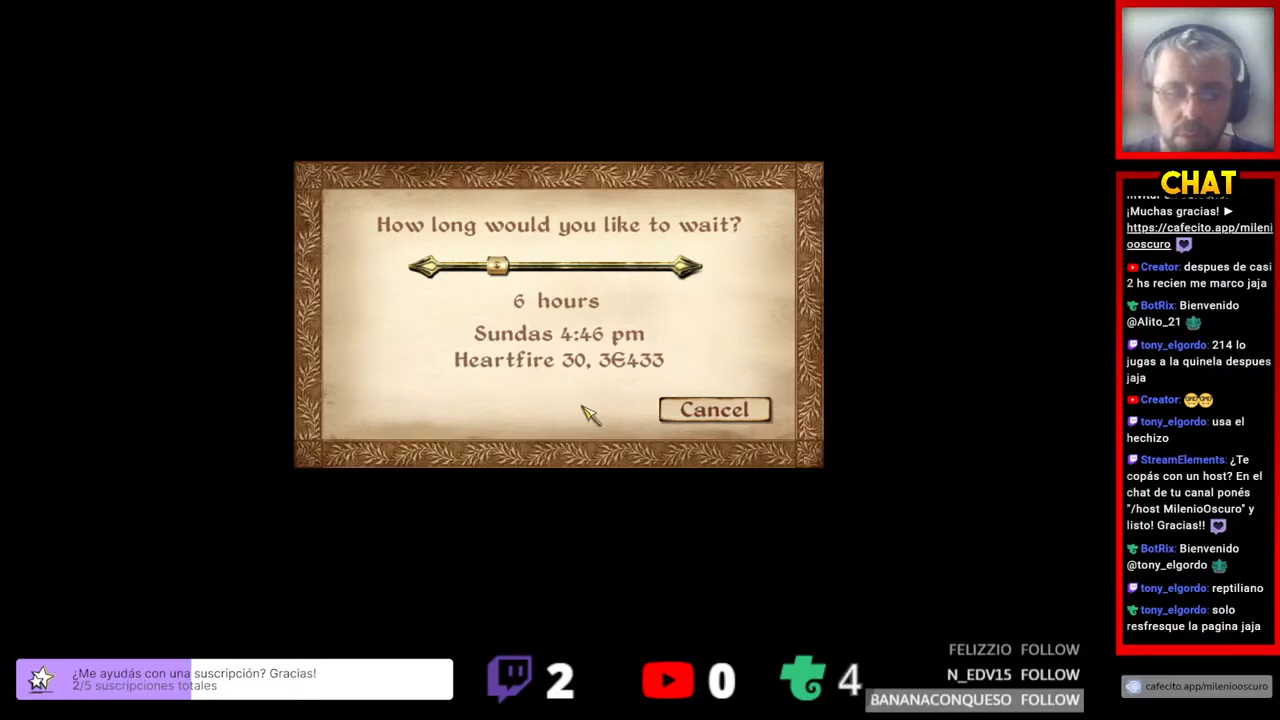 How long would you like to wait?
6 hours
Sundas 4:46 pm
Heartfire 30, 3E433
Cancel
CHAT
¡Muchas gracias! ▶
https://cafecito.app/mileni
ooscuro
Creator: despues de casi
2 hs recien me marco jaja
BotRix: Bienvenido
@Alito_21
tony_elgordo: 214 lo
jugas a la quinela despues
jaja
Creator:
tony_elgordo: usa el
hechizo
StreamElements: ¿Te
copás con un host? En el
chat de tu canal ponés
"/host MilenioOscuro" y
listo! Gracias!!
BotRix: Bienvenido
@tony_elgordo
tony_elgordo: reptiliano
tony_elgordo: solo
resfresque la pagina jaja
¿Me ayudás con una suscripción? Gracias!
2/5 suscripciones totales
2
0
4
FELIZZIO FOLLOW
N_EDV15 FOLLOW
BANANACONQUESO FOLLOW
cafecito.app/mileniooscuro